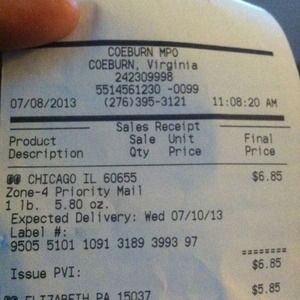 COEBURN MPO
COEBURN, Virginia
242309998
5514561230 -0099
07/08/2013 (276)395-3121 11:08:20 AM
Sales Receipt
Product Sale Unit Final
Description Qty Price Price
@@ CHICAGO IL 60655 $6.85
Zone-4 Priority Mail
1 lb. 5.80 oz.
Expected Delivery: Wed 07/10/13
Label #:
9505 5101 1091 3189 3993 97
========
Issue PVI: $6.85
@@ ELIZABETH PA 15037 $5.85